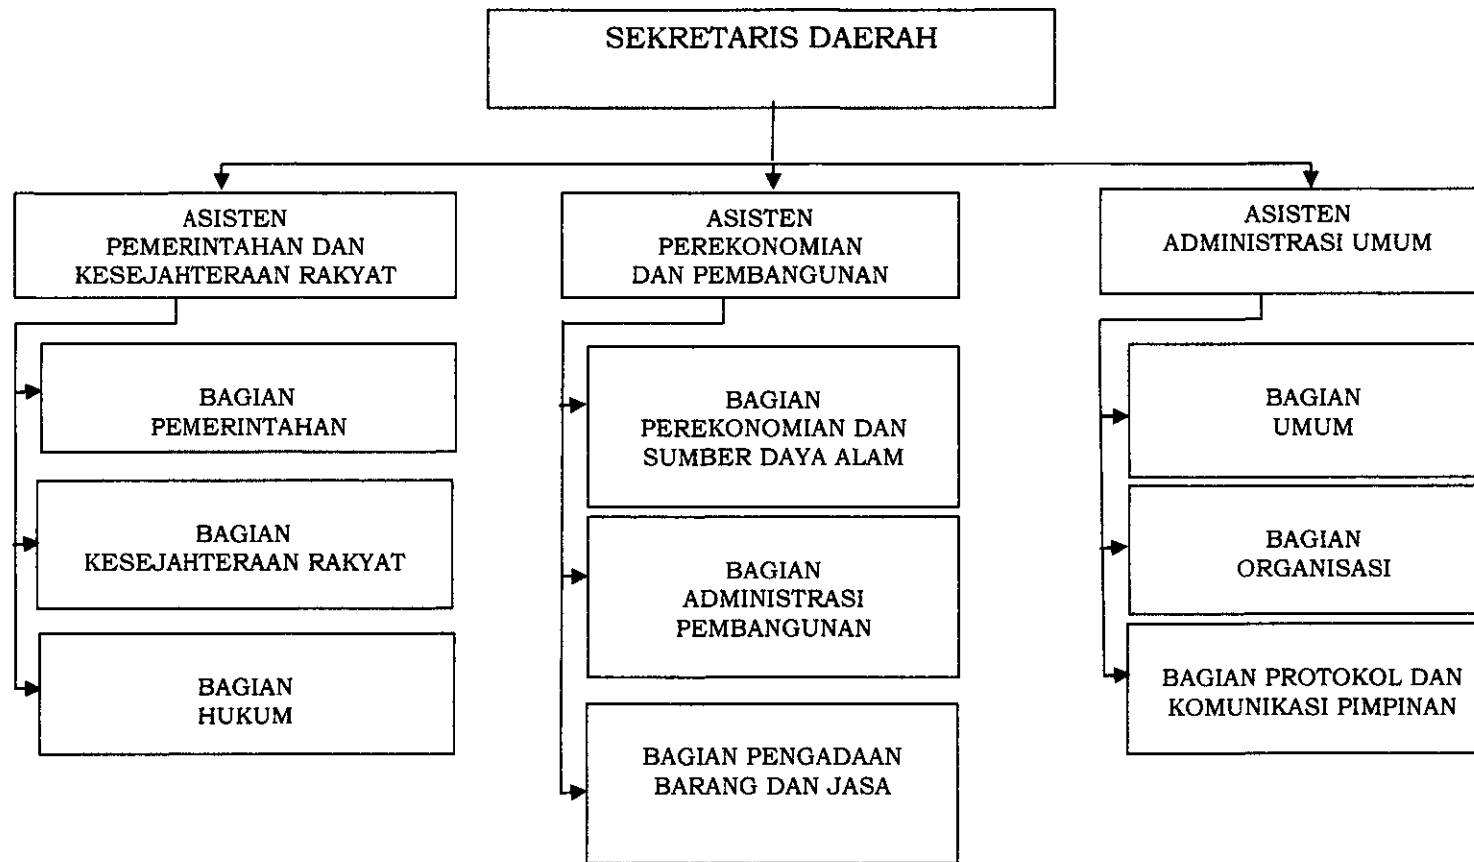 SEKRETARIS DAERAH
ASISTEN
PEMERINTAHAN DAN
KESEJAHTERAAN RAKYAT
BAGIAN
PEMERINTAHAN
BAGIAN
KESEJAHTERAAN RAKYAT
BAGIAN
HUKUM
ASISTEN
PEREKONOMIAN
DAN PEMBANGUNAN
BAGIAN
PEREKONOMIAN DAN
SUMBER DAYA ALAM
BAGIAN
ADMINISTRASI
PEMBANGUNAN
BAGIAN PENGADAAN
BARANG DAN JASA
ASISTEN
ADMINISTRASI UMUM
BAGIAN
UMUM
BAGIAN
ORGANISASI
BAGIAN PROTOKOL DAN
KOMUNIKASI PIMPINAN